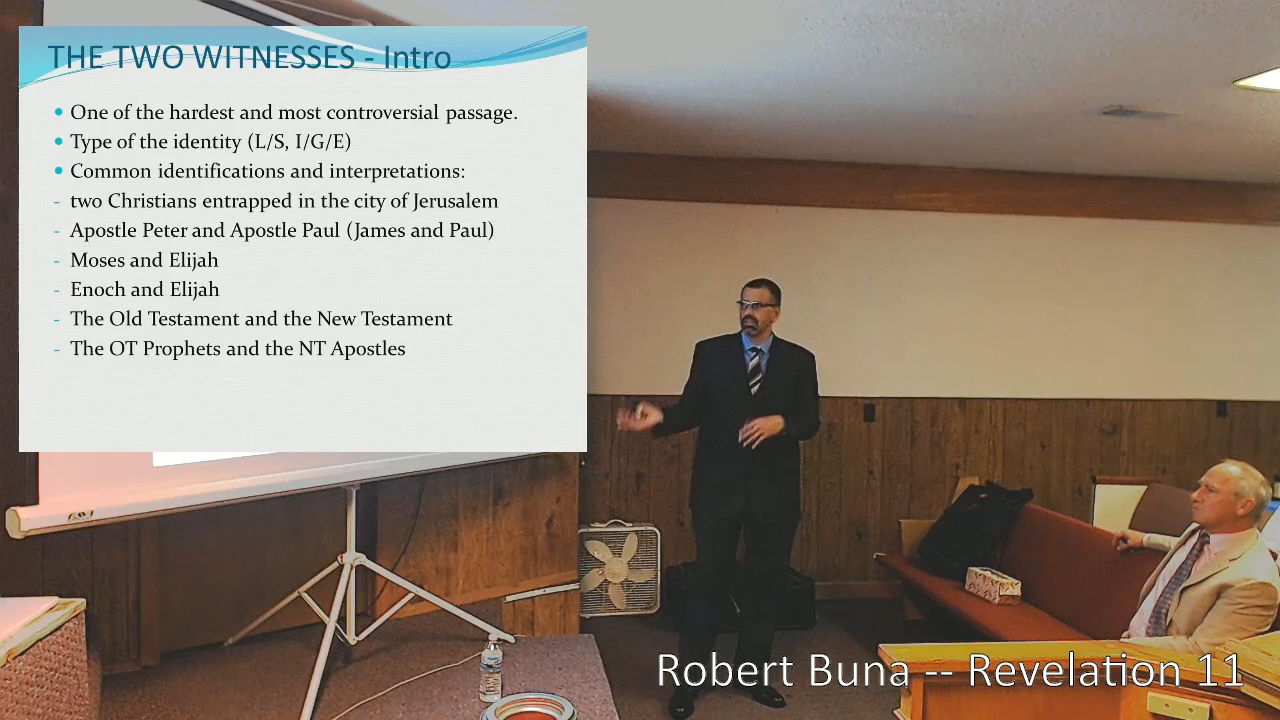 THE TWO WITNESSES - Intro
• One of the hardest and most controversial passage.
• Type of the identity (L/S, I/G/E)
• Common identifications and interpretations:
- two Christians entrapped in the city of Jerusalem
- Apostle Peter and Apostle Paul (James and Paul)
- Moses and Elijah
- Enoch and Elijah
- The Old Testament and the New Testament
- The OT Prophets and the NT Apostles
Robert Buna -- Revelation 11